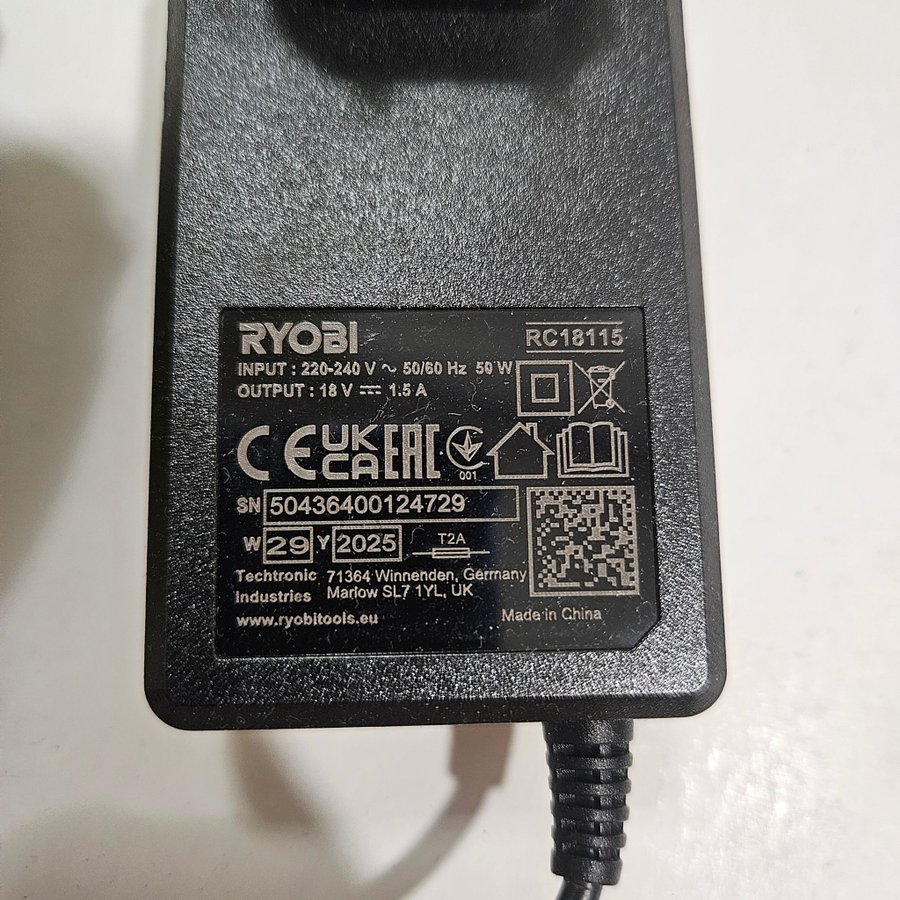 RYOBI
RC18115
INPUT : 220-240 V ~ 50/60 Hz 50 W
OUTPUT : 18 V ⎓ 1.5 A
CE UK CA EAC 001
SN 50436400124729
W 29 Y 2025 T2A
Techtronic Industries
71364 Winnenden, Germany
Marlow SL7 1YL, UK
www.ryobitools.eu
Made in China